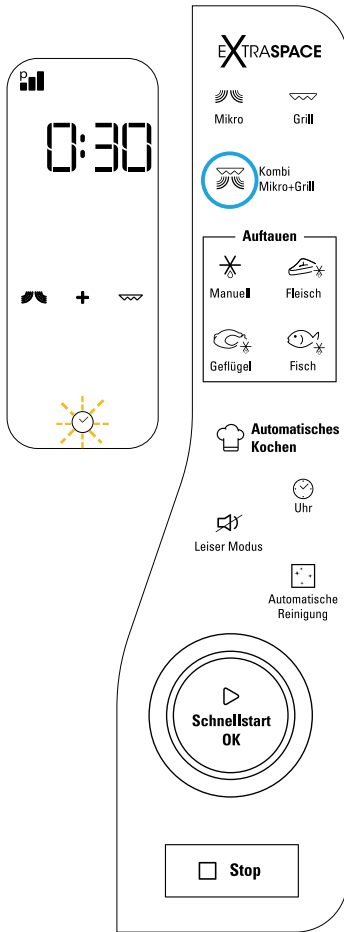 P
0:30
+
EXTRASPACE
Mikro
Grill
Kombi
Mikro+Grill
Auftauen
Manuell
Fleisch
Geflügel
Fisch
Automatisches
Kochen
Uhr
Leiser Modus
Automatische
Reinigung
Schnellstart
OK
Stop